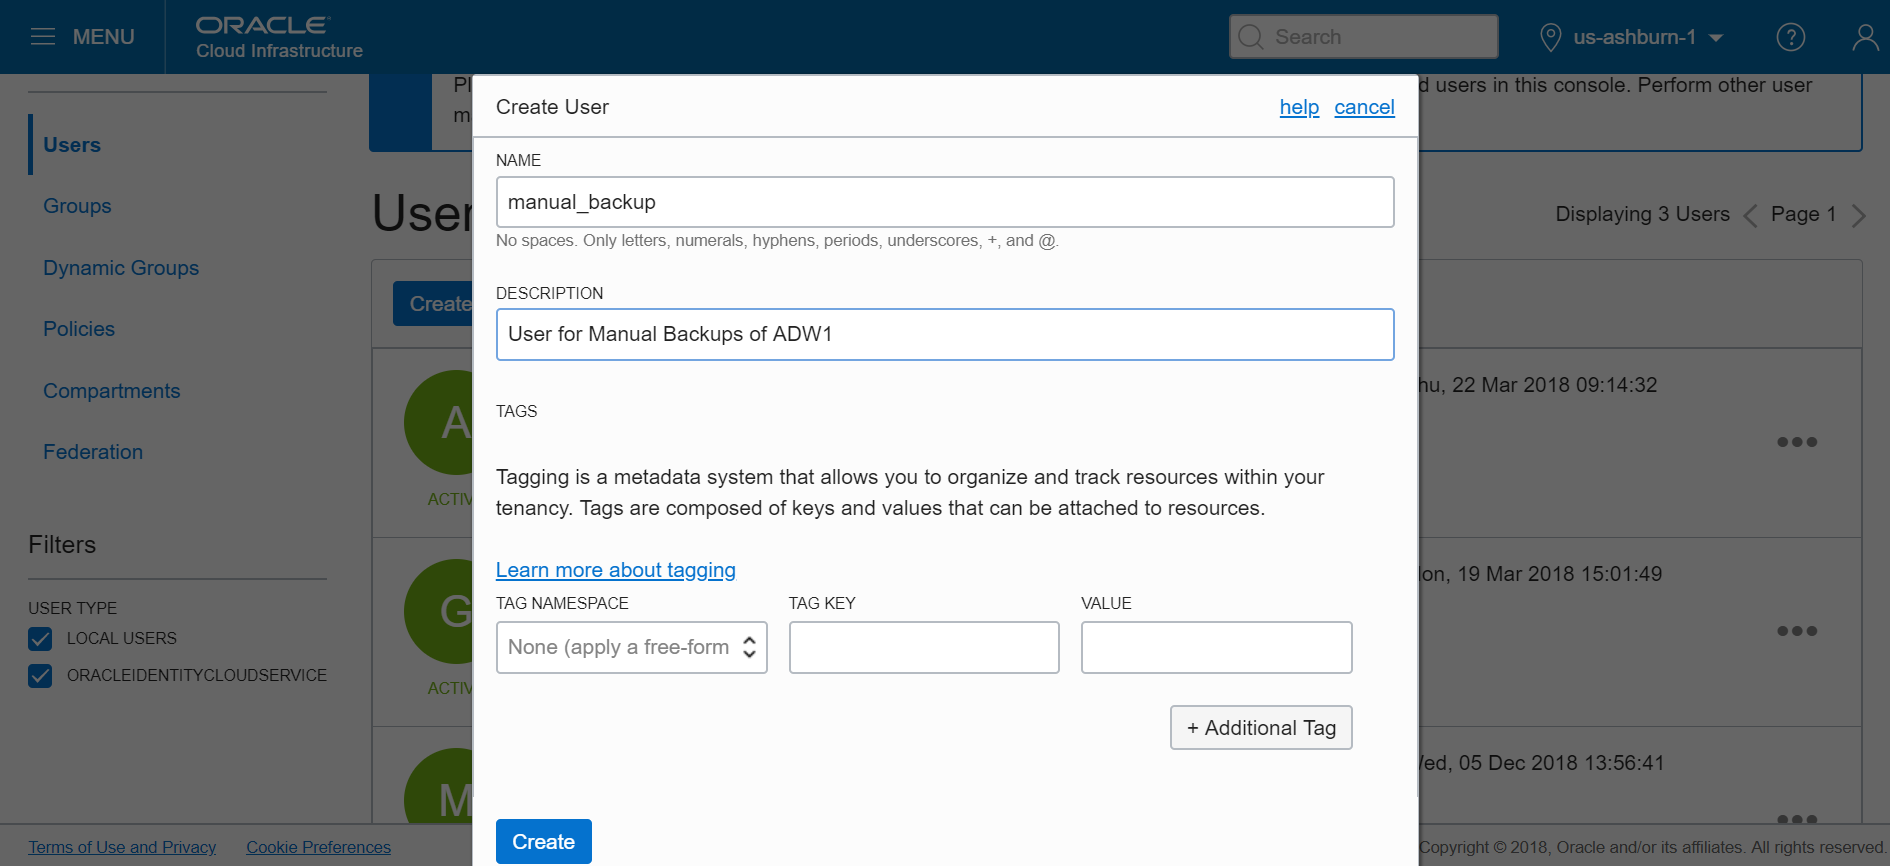 MENU
ORACLE
Cloud Infrastructure
Search
us-ashburn-1
?
Pl
d users in this console. Perform other user
m
Users
Groups
Dynamic Groups
Policies
Compartments
Federation
Filters
USER TYPE
LOCAL USERS
ORACLEIDENTITYCLOUDSERVICE
User
Displaying 3 Users
Page 1
Create
A
ACTIV
hu, 22 Mar 2018 09:14:32
G
ACTIV
on, 19 Mar 2018 15:01:49
M
Wed, 05 Dec 2018 13:56:41
Create User
help
cancel
NAME
manual_backup
No spaces. Only letters, numerals, hyphens, periods, underscores, +, and @.
DESCRIPTION
User for Manual Backups of ADW1
TAGS
Tagging is a metadata system that allows you to organize and track resources within your
tenancy. Tags are composed of keys and values that can be attached to resources.
Learn more about tagging
TAG NAMESPACE
TAG KEY
VALUE
None (apply a free-form
+ Additional Tag
Create
Terms of Use and Privacy
Cookie Preferences
Copyright © 2018, Oracle and/or its affiliates. All rights reserved.